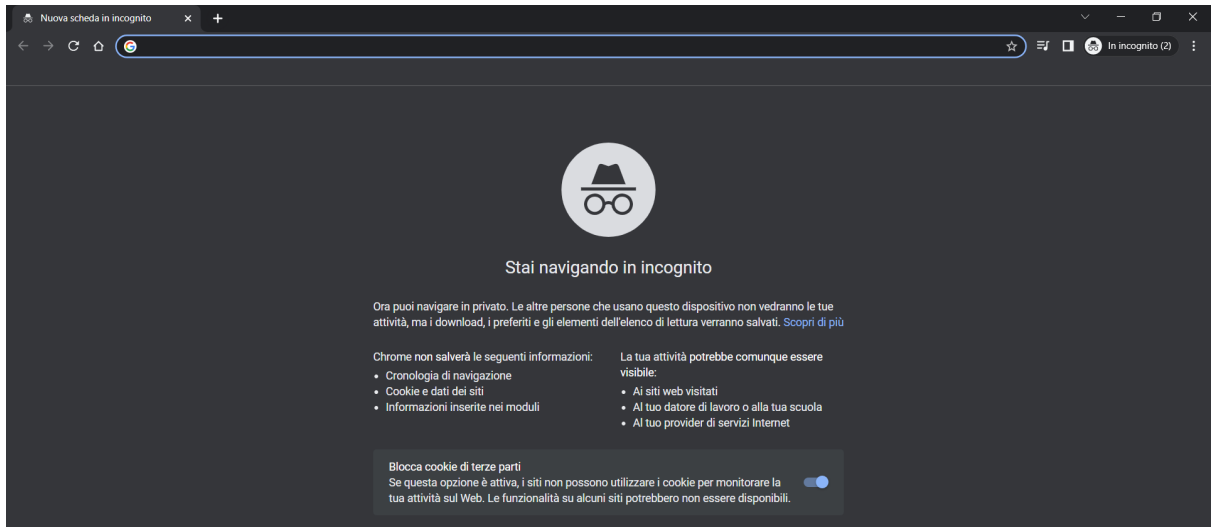 Nuova scheda in incognito
In incognito (2)
Stai navigando in incognito
Ora puoi navigare in privato. Le altre persone che usano questo dispositivo non vedranno le tue
attività, ma i download, i preferiti e gli elementi dell'elenco di lettura verranno salvati. Scopri di più
Chrome non salverà le seguenti informazioni:
• Cronologia di navigazione
• Cookie e dati dei siti
• Informazioni inserite nei moduli
La tua attività potrebbe comunque essere
visibile:
• Ai siti web visitati
• Al tuo datore di lavoro o alla tua scuola
• Al tuo provider di servizi Internet
Blocca cookie di terze parti
Se questa opzione è attiva, i siti non possono utilizzare i cookie per monitorare la
tua attività sul Web. Le funzionalità su alcuni siti potrebbero non essere disponibili.